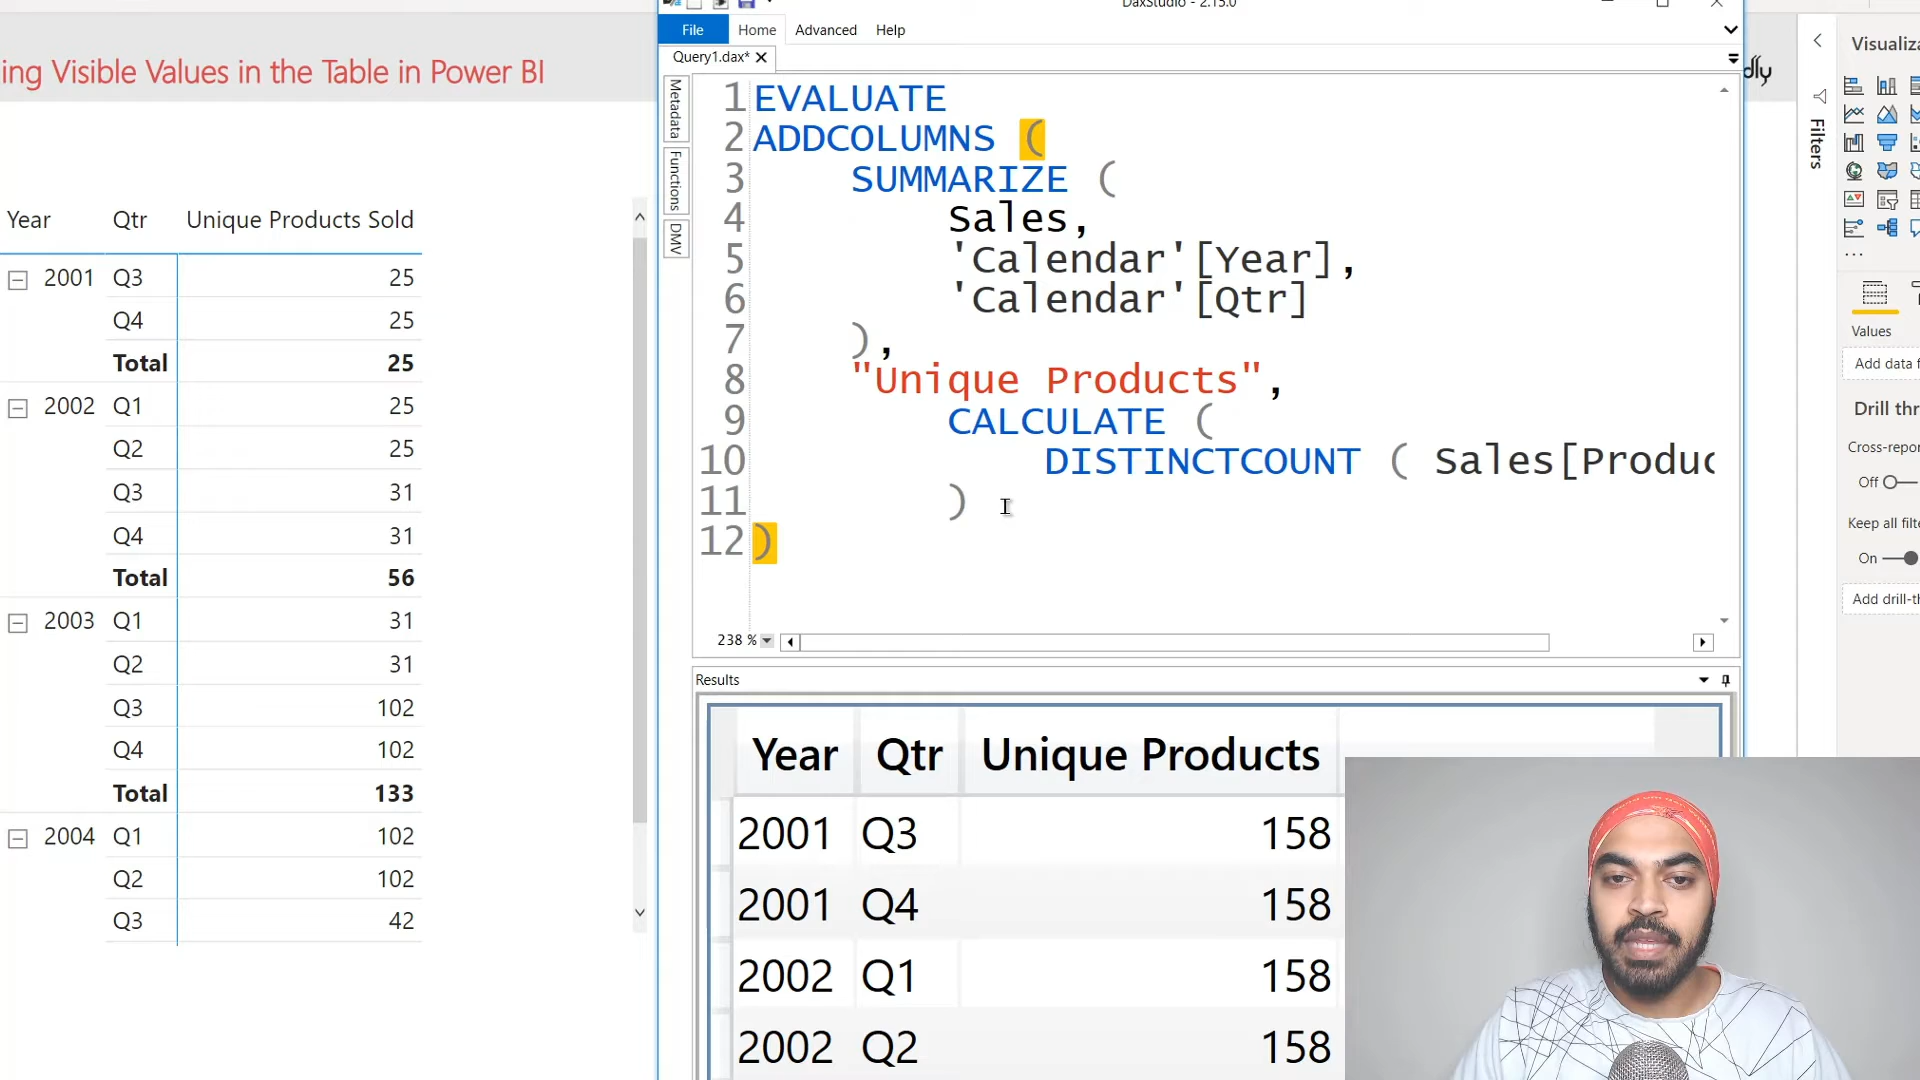 ing Visible Values in the Table in Power BI
Year Qtr Unique Products Sold
2001 Q3 25
Q4 25
Total 25
2002 Q1 25
Q2 25
Q3 31
Q4 31
Total 56
2003 Q1 31
Q2 31
Q3 102
Q4 102
Total 133
2004 Q1 102
Q2 102
Q3 42
DaxStudio - 2.15.0
File Home Advanced Help
Query1.dax*
Metadata
Functions
DMV
1 EVALUATE
2 ADDCOLUMNS (
3 SUMMARIZE (
4 Sales,
5 'Calendar'[Year],
6 'Calendar'[Qtr]
7 ),
8 "Unique Products",
9 CALCULATE (
10 DISTINCTCOUNT ( Sales[Produc
11 )
12 )
238 %
Results
Year Qtr Unique Products
2001 Q3 158
2001 Q4 158
2002 Q1 158
2002 Q2 158
dly
Filters
Visualiza
Values
Add data f
Drill thr
Cross-repor
Off
Keep all filte
On
Add drill-th